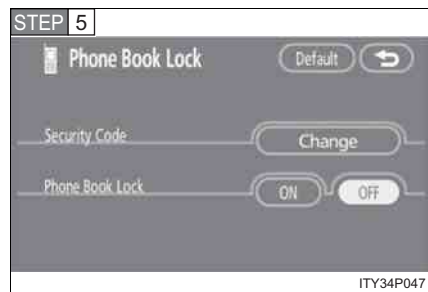 STEP 5
Phone Book Lock Default
Security Code Change
Phone Book Lock ON OFF
ITY34P047